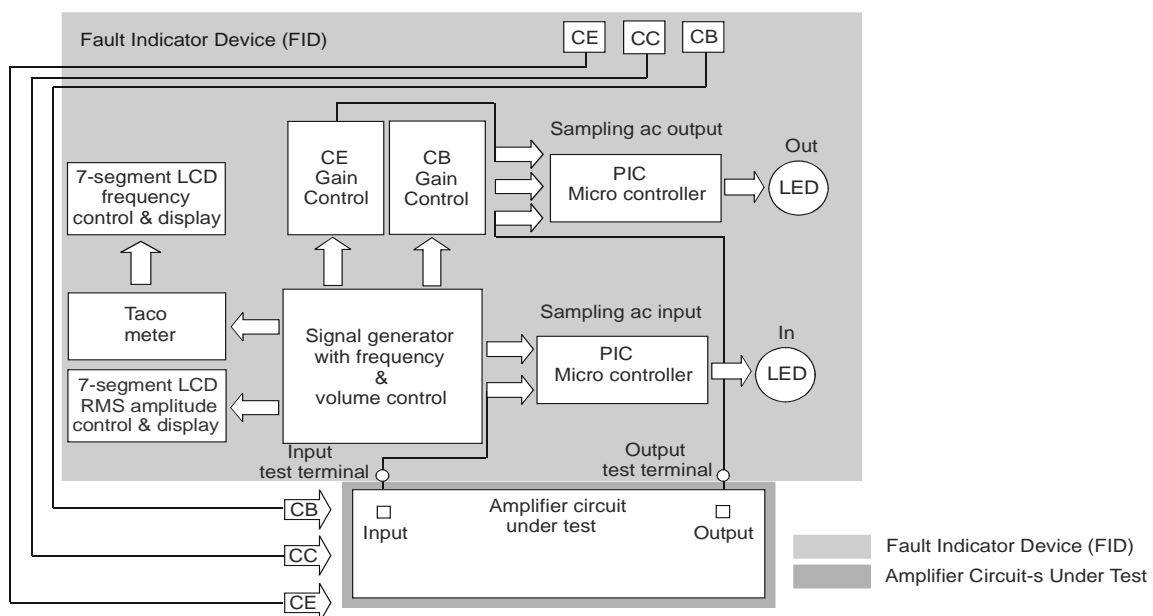 Fault Indicator Device (FID)
CE
CC
CB
CE
Gain
Control
CB
Gain
Control
Sampling ac output
PIC
Micro controller
Out
LED
7-segment LCD
frequency
control & display
Taco
meter
Signal generator
with frequency
&
volume control
Sampling ac input
PIC
Micro controller
In
LED
7-segment LCD
RMS amplitude
control & display
Input
test terminal
Output
test terminal
CB
CC
CE
Input
Amplifier circuit
under test
Output
Fault Indicator Device (FID)
Amplifier Circuit-s Under Test